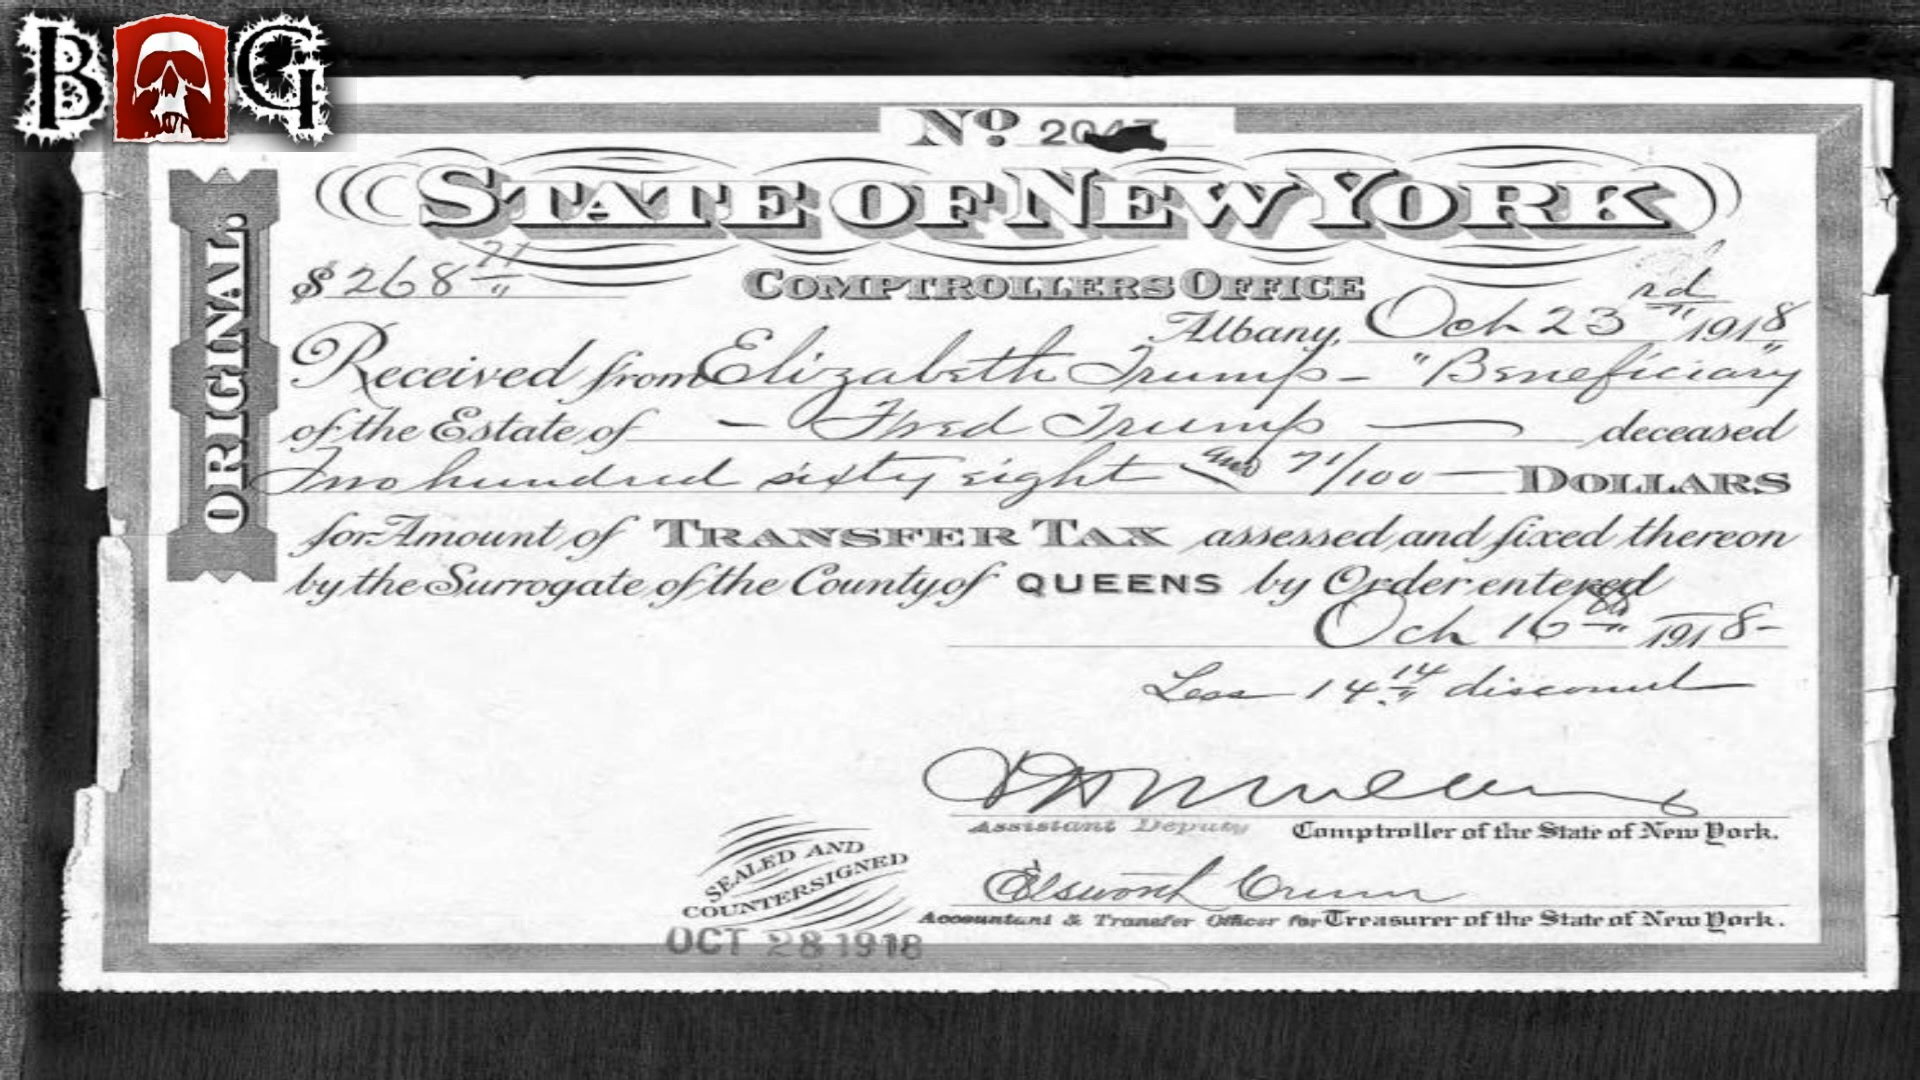 B G
No. 2047
STATE OF NEW YORK
ORIGINAL
$268 71
COMPTROLLERS OFFICE
Albany, Oct 23rd 1918
Received from Elizabeth Trump - "Beneficiary"
of the Estate of - Fred Trump - deceased
Two hundred sixty eight and 71/100 - DOLLARS
for Amount of TRANSFER TAX assessed and fixed thereon
by the Surrogate of the County of QUEENS by Order entered
Oct 16th 1918-
Less 14 14 discount
Assistant Deputy Comptroller of the State of New York.
SEALED AND
COUNTERSIGNED
Accountant & Transfer Officer for Treasurer of the State of New York.
OCT 28 1918